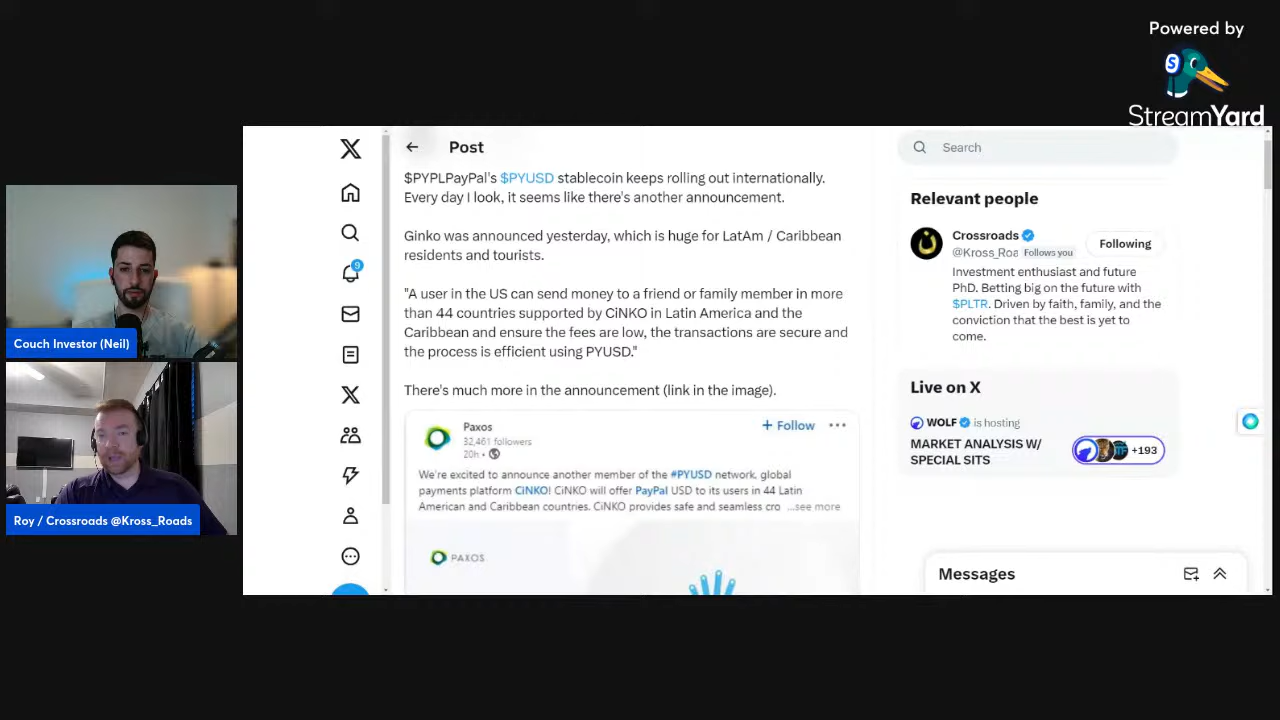 Powered by
StreamYard
Post
$PYPLPayPal's $PYUSD stablecoin keeps rolling out internationally.
Every day I look, it seems like there's another announcement.
Ginko was announced yesterday, which is huge for LatAm / Caribbean
residents and tourists.
"A user in the US can send money to a friend or family member in more
than 44 countries supported by CiNKO in Latin America and the
Caribbean and ensure the fees are low, the transactions are secure and
the process is efficient using PYUSD."
There's much more in the announcement (link in the image).
Paxos
32,461 followers
20h •
+ Follow
We're excited to announce another member of the #PYUSD network, global
payments platform CiNKO! CiNKO will offer PayPal USD to its users in 44 Latin
American and Caribbean countries. CiNKO provides safe and seamless cro ...see more
PAXOS
Search
Relevant people
Crossroads
@Kross_Roa Follows you
Following
Investment enthusiast and future
PhD. Betting big on the future with
$PLTR. Driven by faith, family, and the
conviction that the best is yet to
come.
Live on X
WOLF is hosting
MARKET ANALYSIS W/
SPECIAL SITS
+193
Messages
9
Couch Investor (Neil)
Roy / Crossroads @Kross_Roads